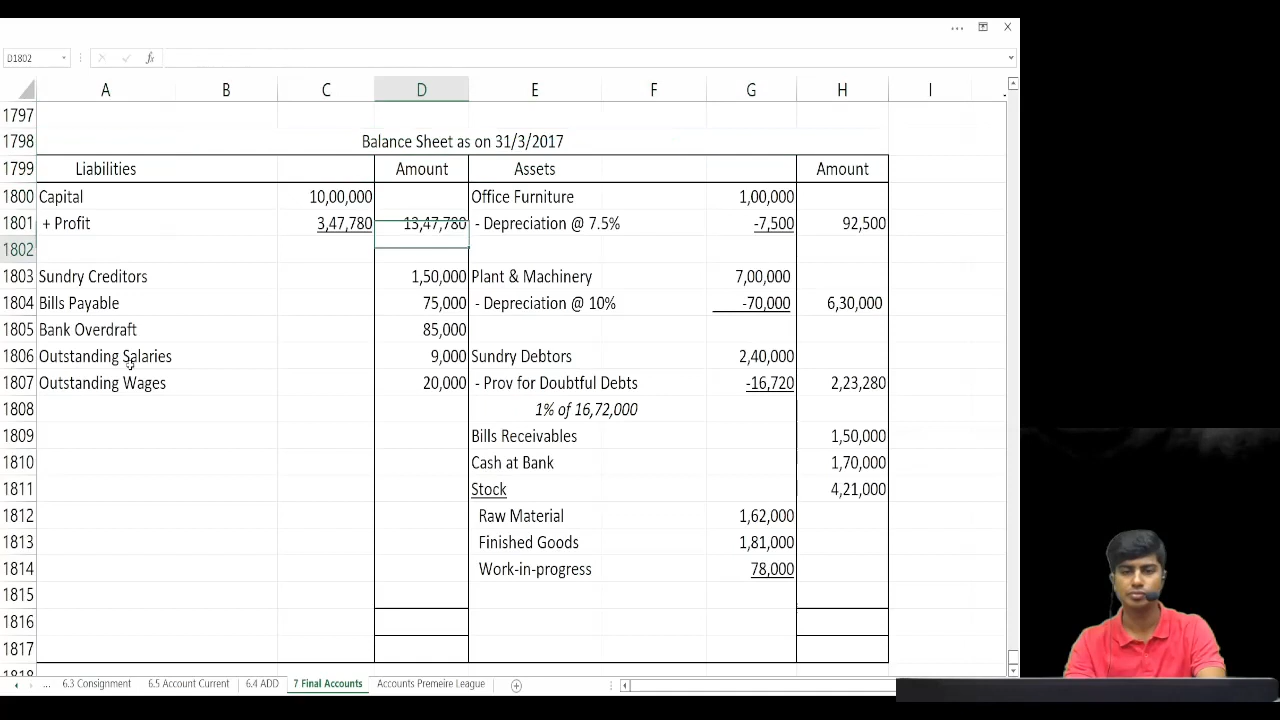 D1802 fx
A B C D E F G H I
1797
1798 Balance Sheet as on 31/3/2017
1799 Liabilities Amount Assets Amount
1800 Capital 10,00,000 Office Furniture 1,00,000
1801 + Profit 3,47,780 13,47,780 - Depreciation @ 7.5% -7,500 92,500
1802
1803 Sundry Creditors 1,50,000 Plant & Machinery 7,00,000
1804 Bills Payable 75,000 - Depreciation @ 10% -70,000 6,30,000
1805 Bank Overdraft 85,000
1806 Outstanding Salaries 9,000 Sundry Debtors 2,40,000
1807 Outstanding Wages 20,000 - Prov for Doubtful Debts -16,720 2,23,280
1808 1% of 16,72,000
1809 Bills Receivables 1,50,000
1810 Cash at Bank 1,70,000
1811 Stock 4,21,000
1812 Raw Material 1,62,000
1813 Finished Goods 1,81,000
1814 Work-in-progress 78,000
1815
1816
1817
1818
... 6.3 Consignment 6.5 Account Current 6.4 ADD 7 Final Accounts Accounts Premeire League